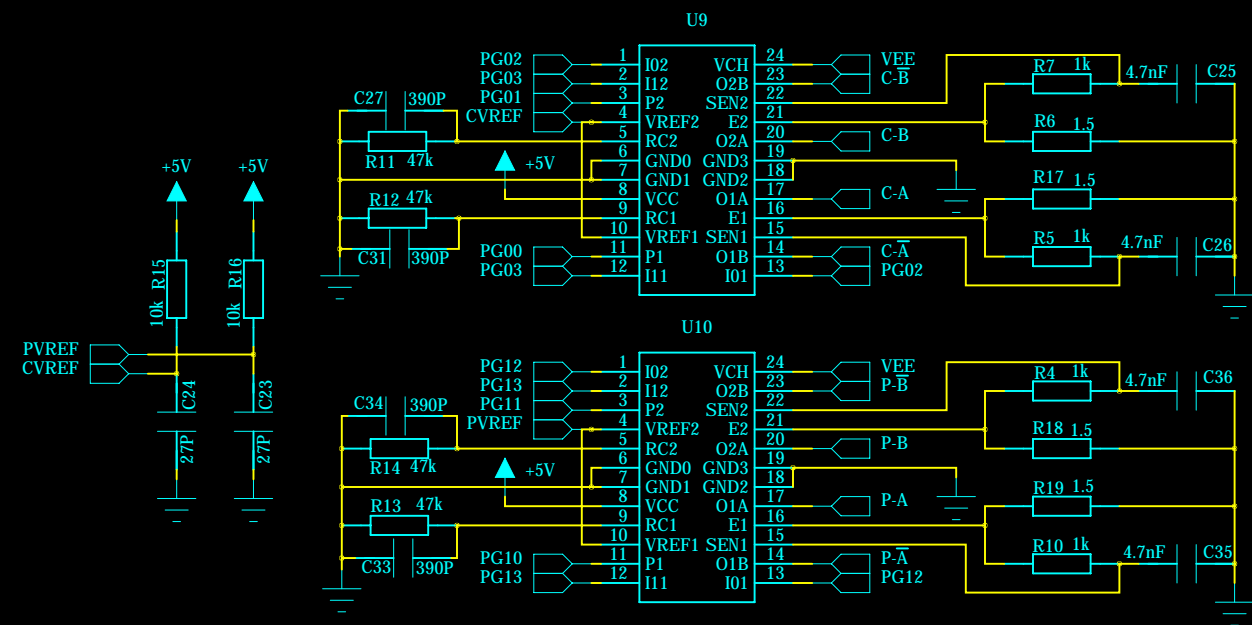 U9
PG02 1 I02 VCH 24 VEE
PG03 2 I12 O2B 23 C-B̅
PG01 3 P2 SEN2 22
CVREF 4 VREF2 E2 21
5 RC2 O2A 20 C-B
6 GND0 GND3 19
7 GND1 GND2 18
+5V 8 VCC O1A 17 C-A
9 RC1 E1 16
10 VREF1 SEN1 15
PG00 11 P1 O1B 14 C-A̅
PG03 12 I11 I01 13 PG02
C27 390P
R11 47k
R12 47k
C31 390P
R7 1k 4.7nF C25
R6 1.5
R17 1.5
R5 1k 4.7nF C26
+5V +5V
10k R15
10k R16
PVREF
CVREF
C24 27P
C23 27P
U10
PG12 1 I02 VCH 24 VEE
PG13 2 I12 O2B 23 P-B̅
PG11 3 P2 SEN2 22
PVREF 4 VREF2 E2 21
5 RC2 O2A 20 P-B
6 GND0 GND3 19
7 GND1 GND2 18
+5V 8 VCC O1A 17 P-A
9 RC1 E1 16
10 VREF1 SEN1 15
PG10 11 P1 O1B 14 P-A̅
PG13 12 I11 I01 13 PG12
C34 390P
R14 47k
R13 47k
C33 390P
R4 1k 4.7nF C36
R18 1.5
R19 1.5
R10 1k 4.7nF C35